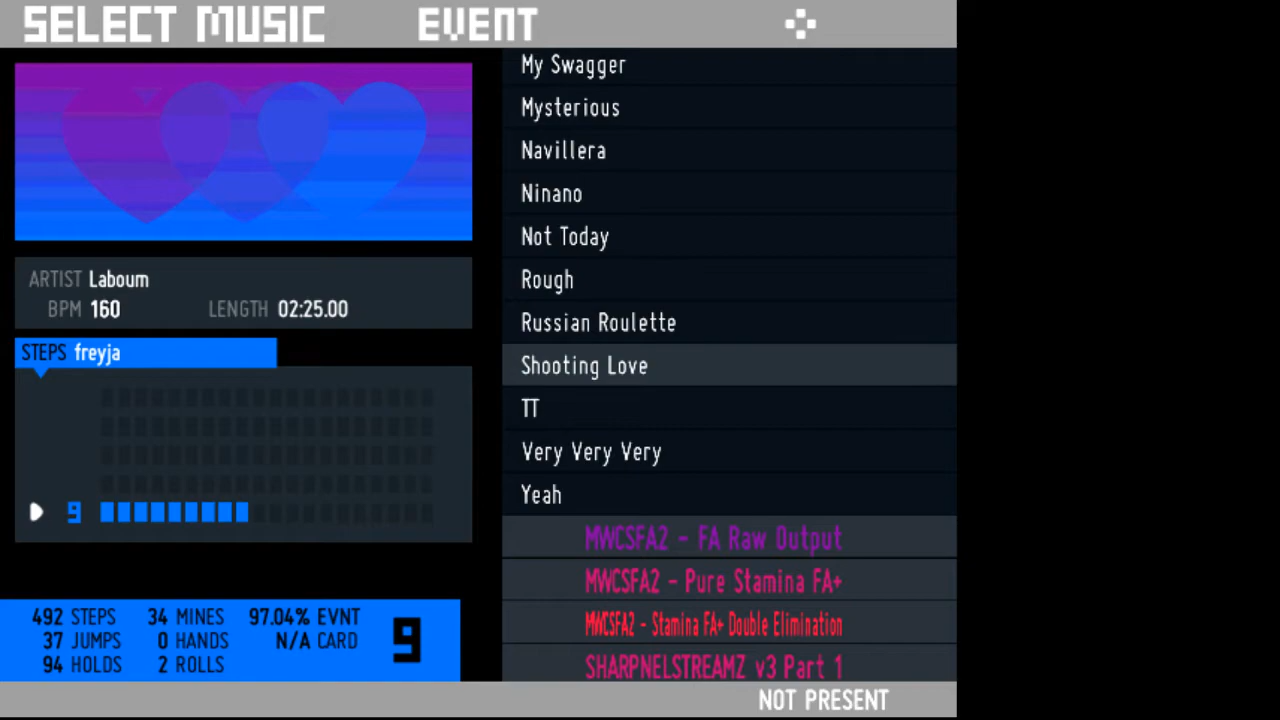 SELECT MUSIC EVENT
ARTIST Laboum
BPM 160 LENGTH 02:25.00
STEPS freyja
9
492 STEPS 34 MINES 97.04% EVNT
37 JUMPS 0 HANDS N/A CARD
94 HOLDS 2 ROLLS
9
My Swagger
Mysterious
Navillera
Ninano
Not Today
Rough
Russian Roulette
Shooting Love
TT
Very Very Very
Yeah
MWCSFA2 - FA Raw Output
MWCSFA2 - Pure Stamina FA+
MWCSFA2 - Stamina FA+ Double Elimination
SHARPNELSTREAMZ v3 Part 1
NOT PRESENT